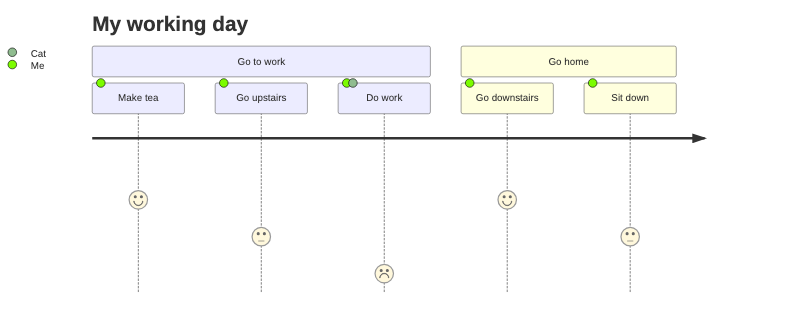 My working day
Cat
Me
Go to work
Go home
Make tea
Go upstairs
Do work
Go downstairs
Sit down